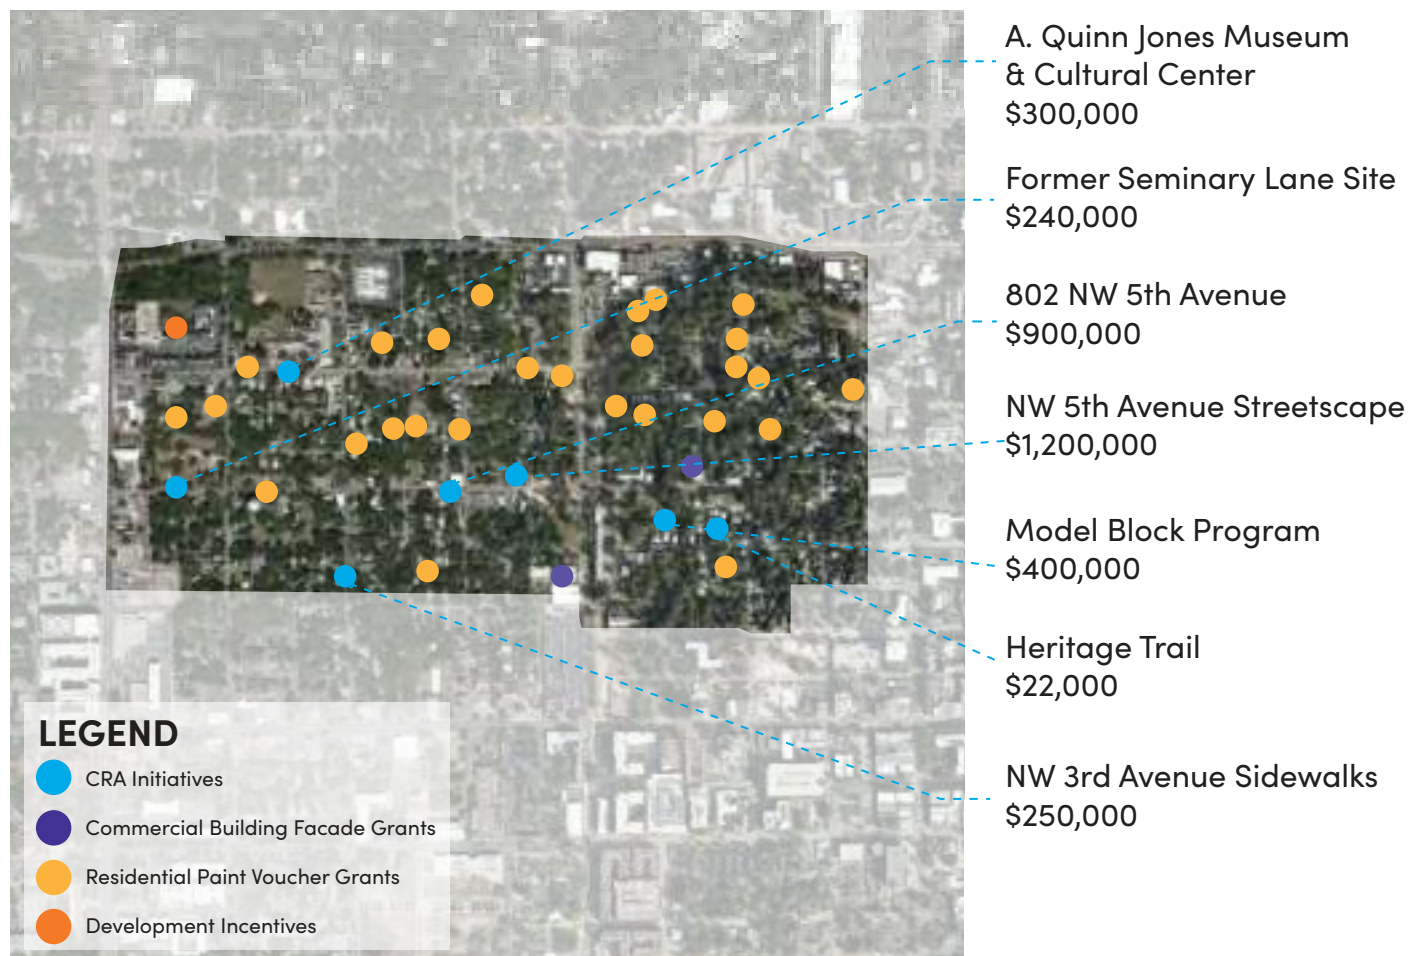 A. Quinn Jones Museum
& Cultural Center
$300,000
Former Seminary Lane Site
$240,000
802 NW 5th Avenue
$900,000
NW 5th Avenue Streetscape
$1,200,000
Model Block Program
$400,000
Heritage Trail
$22,000
NW 3rd Avenue Sidewalks
$250,000
LEGEND
CRA Initiatives
Commercial Building Facade Grants
Residential Paint Voucher Grants
Development Incentives